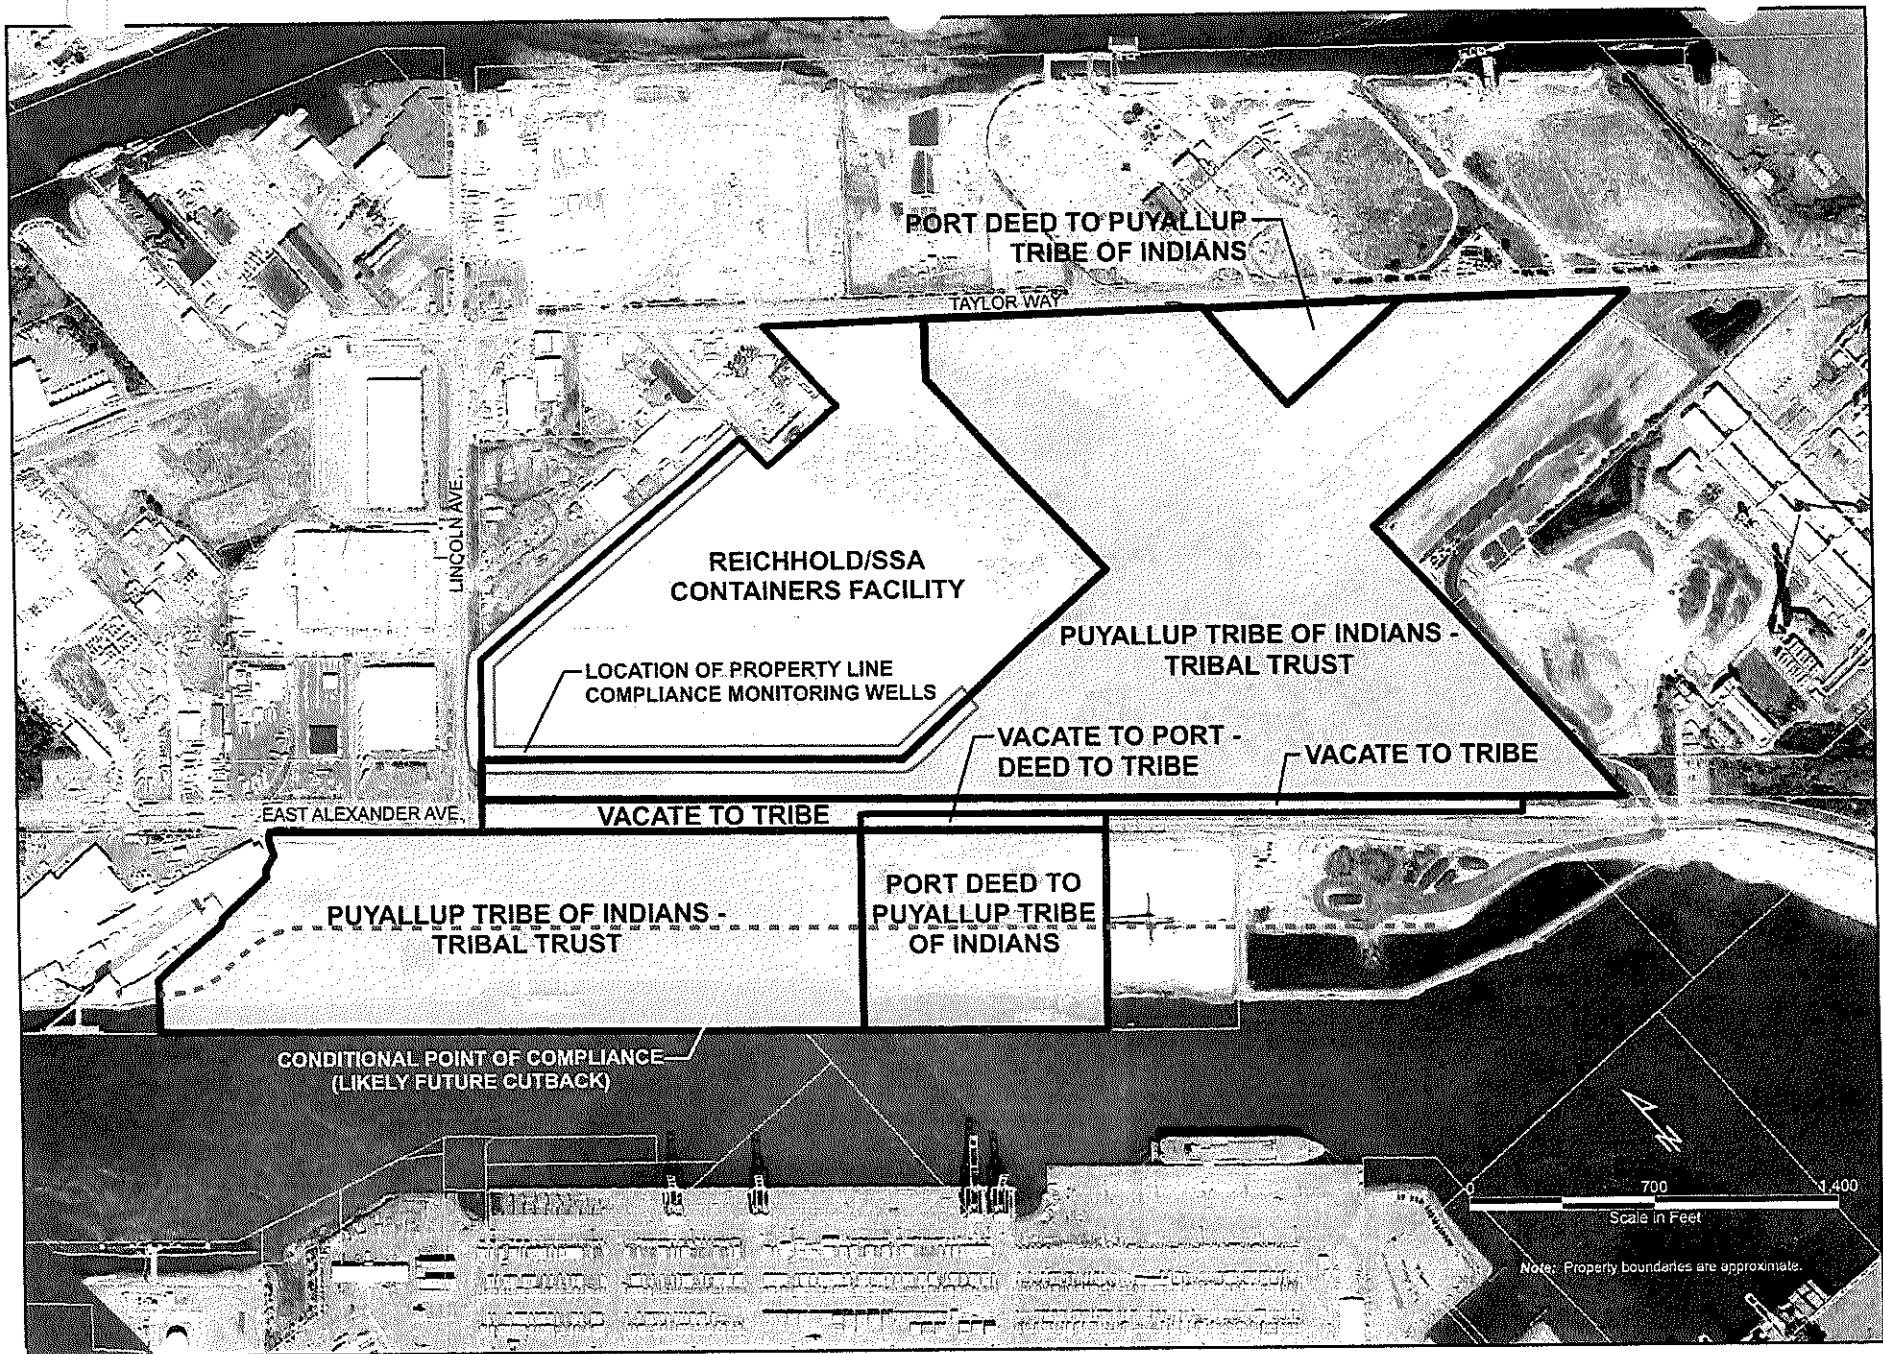 PORT DEED TO PUYALLUP
TRIBE OF INDIANS
TAYLOR WAY
LINCOLN AVE.
REICHHOLD/SSA
CONTAINERS FACILITY
PUYALLUP TRIBE OF INDIANS -
TRIBAL TRUST
LOCATION OF PROPERTY LINE
COMPLIANCE MONITORING WELLS
VACATE TO PORT -
DEED TO TRIBE
VACATE TO TRIBE
EAST ALEXANDER AVE.
VACATE TO TRIBE
PUYALLUP TRIBE OF INDIANS -
TRIBAL TRUST
PORT DEED TO
PUYALLUP TRIBE
OF INDIANS
CONDITIONAL POINT OF COMPLIANCE
(LIKELY FUTURE CUTBACK)
N
0 700 1,400
Scale in Feet
Note: Property boundaries are approximate.